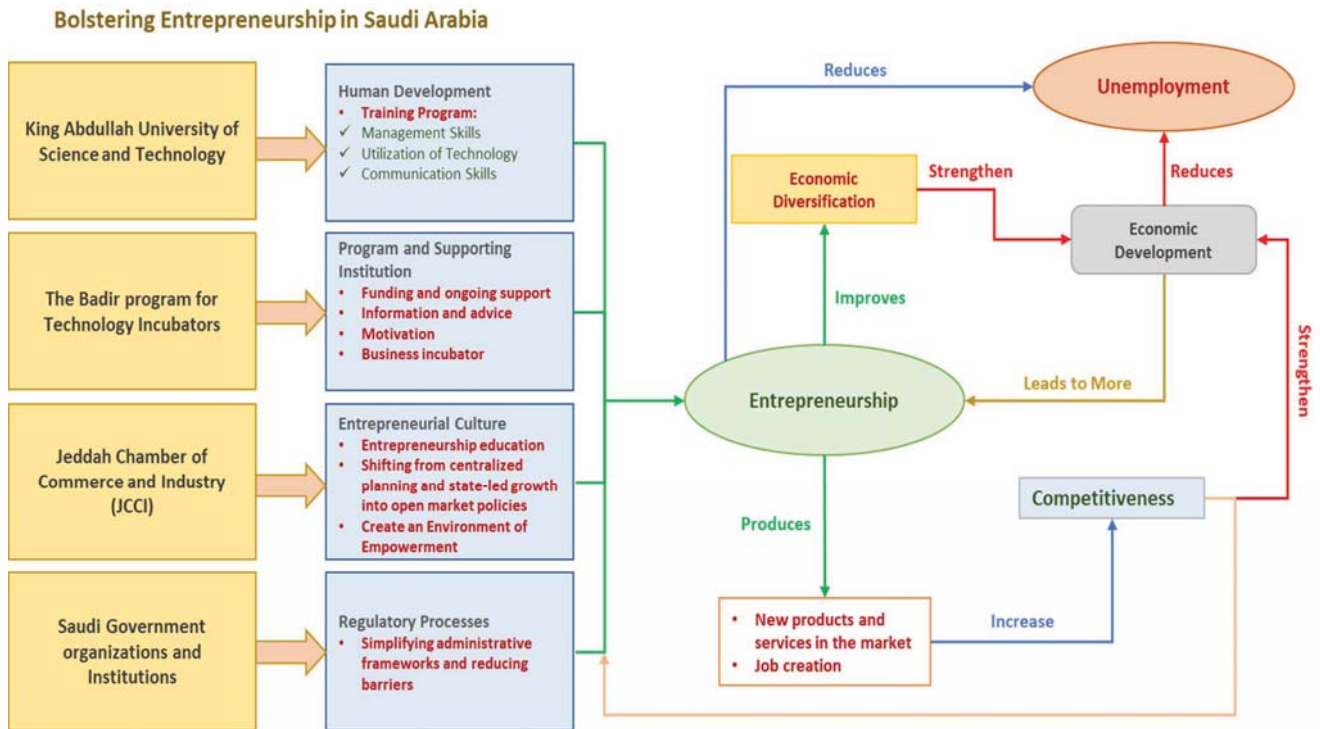 Bolstering Entrepreneurship in Saudi Arabia
King Abdullah University of
Science and Technology
Human Development
• Training Program:
✓ Management Skills
✓ Utilization of Technology
✓ Communication Skills
The Badir program for
Technology Incubators
Program and Supporting
Institution
• Funding and ongoing support
• Information and advice
• Motivation
• Business incubator
Jeddah Chamber of
Commerce and Industry
(JCCI)
Entrepreneurial Culture
• Entrepreneurship education
• Shifting from centralized
planning and state-led growth
into open market policies
• Create an Environment of
Empowerment
Saudi Government
organizations and
Institutions
Regulatory Processes
• Simplifying administrative
frameworks and reducing
barriers
Reduces
Unemployment
Economic
Diversification
Strengthen
Reduces
Economic
Development
Improves
Entrepreneurship
Leads to More
Strengthen
Produces
Competitiveness
• New products and
services in the market
• Job creation
Increase